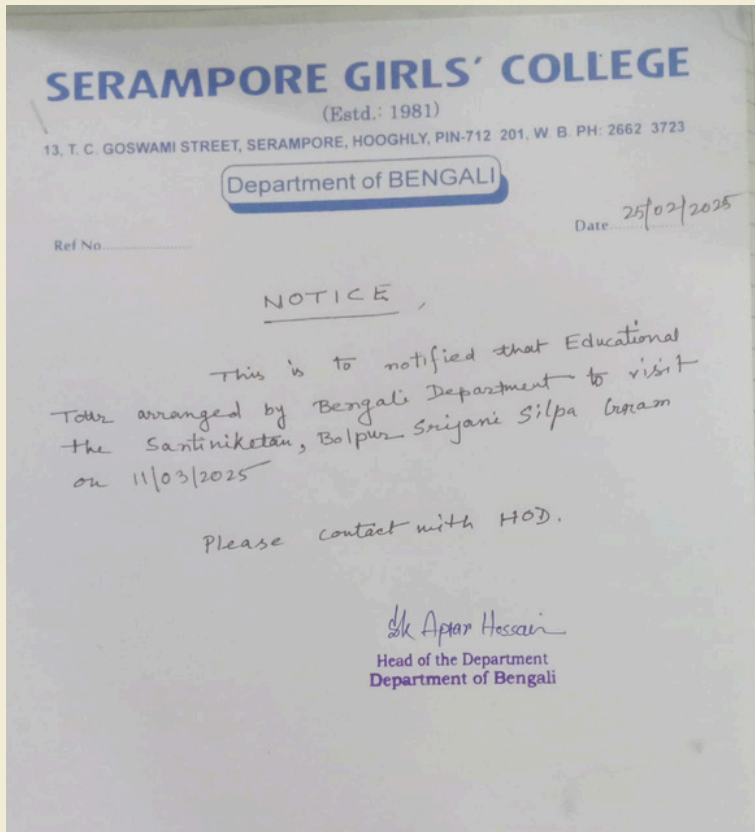 SERAMPORE GIRLS' COLLEGE
(Estd.: 1981)
13, T. C. GOSWAMI STREET, SERAMPORE, HOOGHLY, PIN-712 201, W. B. PH: 2662 3723
Department of BENGALI
Ref No....................
Date 25/02/2025
NOTICE,
This is to notified that Educational
Tour arranged by Bengali Department to visit
the Santiniketan, Bolpur Srijani Silpa Gram
on 11/03/2025
Please contact with HOD.
Sk Aptar Hossain
Head of the Department
Department of Bengali